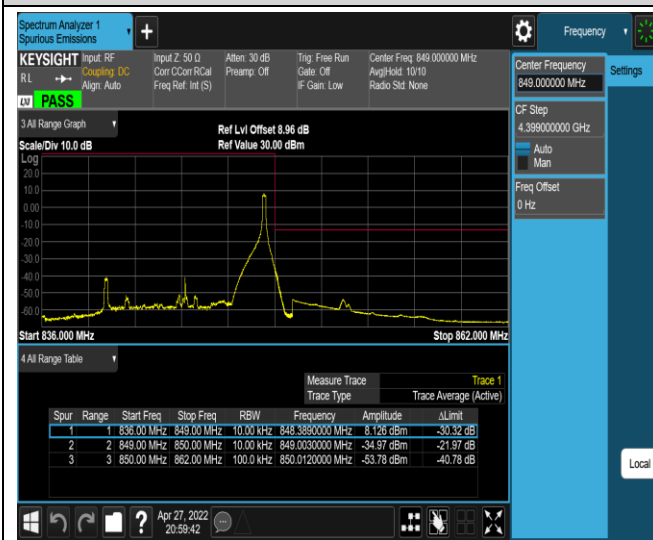 Spectrum Analyzer 1
Spurious Emissions
Frequency
KEYSIGHT
RL
LXI
PASS
Input: RF
Coupling: DC
Align: Auto
Input Z: 50 Ω
Corr CCorr RCal
Freq Ref: Int (S)
Atten: 30 dB
Preamp: Off
Trig: Free Run
Gate: Off
IF Gain: Low
Center Freq: 849.000000 MHz
Avg|Hold: 10/10
Radio Std: None
Center Frequency
849.000000 MHz
Settings
CF Step
4.399000000 GHz
Auto
Man
Freq Offset
0 Hz
3 All Range Graph
Scale/Div 10.0 dB
Ref Lvl Offset 8.96 dB
Ref Value 30.00 dBm
Log
20.0
10.0
0.00
-10.0
-20.0
-30.0
-40.0
-50.0
-60.0
Start 836.000 MHz
Stop 862.000 MHz
4 All Range Table
Measure Trace Trace 1
Trace Type Trace Average (Active)
Spur Range Start Freq Stop Freq RBW Frequency Amplitude ΔLimit
1 1 836.00 MHz 849.00 MHz 10.00 kHz 848.3890000 MHz 8.126 dBm -30.32 dB
2 2 849.00 MHz 850.00 MHz 10.00 kHz 849.0030000 MHz -34.97 dBm -21.97 dB
3 3 850.00 MHz 862.00 MHz 100.0 kHz 850.0120000 MHz -53.78 dBm -40.78 dB
Local
Apr 27, 2022
20:59:42